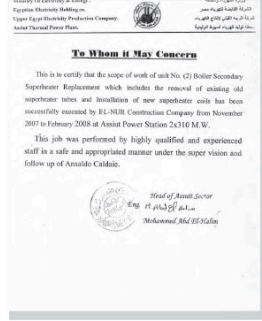 Ministry of Electricity & Energy.
Egyptian Electricity Holding co.
Upper Egypt Electricity Production Company.
Assiut Thermal Power Plant.
To Whom it May Concern
This is to certify that the scope of work of unit No. (2) Boiler Secondary
Superheater Replacement which includes the removal of existing old
superheater tubes and Installation of new superheater coils has been
successfully executed by EL-NUR Construction Company from November
2007 to February 2008 at Assiut Power Station 2x310 M.W.
This job was performed by highly qualified and experienced
staff in a safe and appropriated manner under the super vision and
follow up of Ansaldo Caldaie.
Head of Assuit Sector
Eng.
Mohammed Abd El-Halim